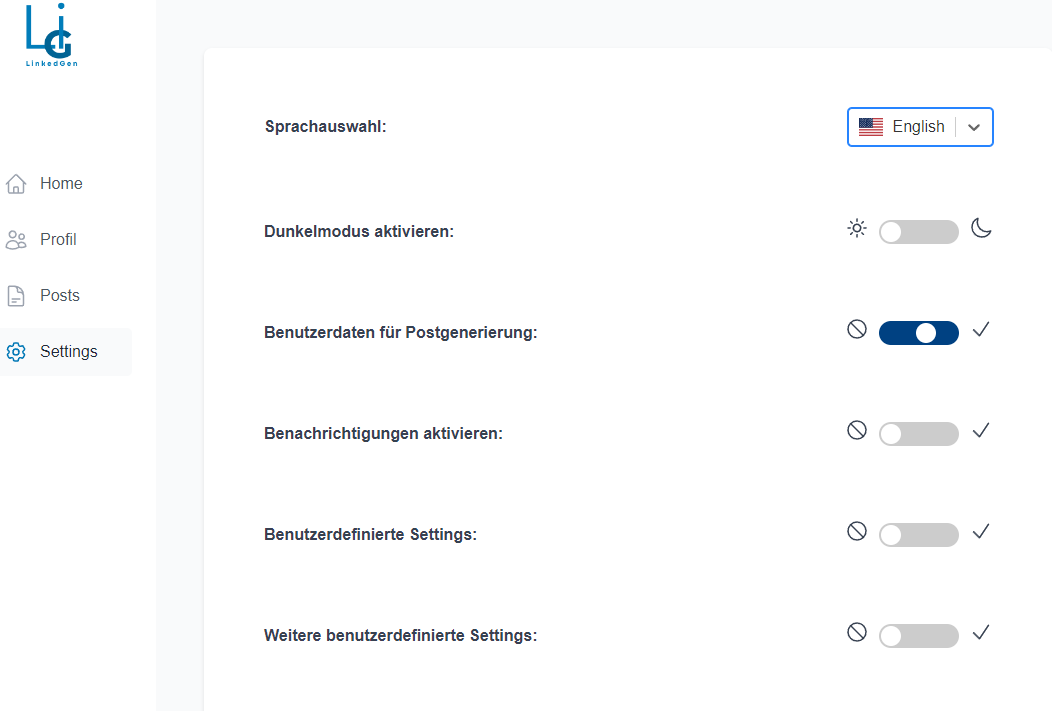 LiG
LinkedGen
Home
Profil
Posts
Settings
Sprachauswahl:
English
Dunkelmodus aktivieren:
Benutzerdaten für Postgenerierung:
Benachrichtigungen aktivieren:
Benutzerdefinierte Settings:
Weitere benutzerdefinierte Settings: